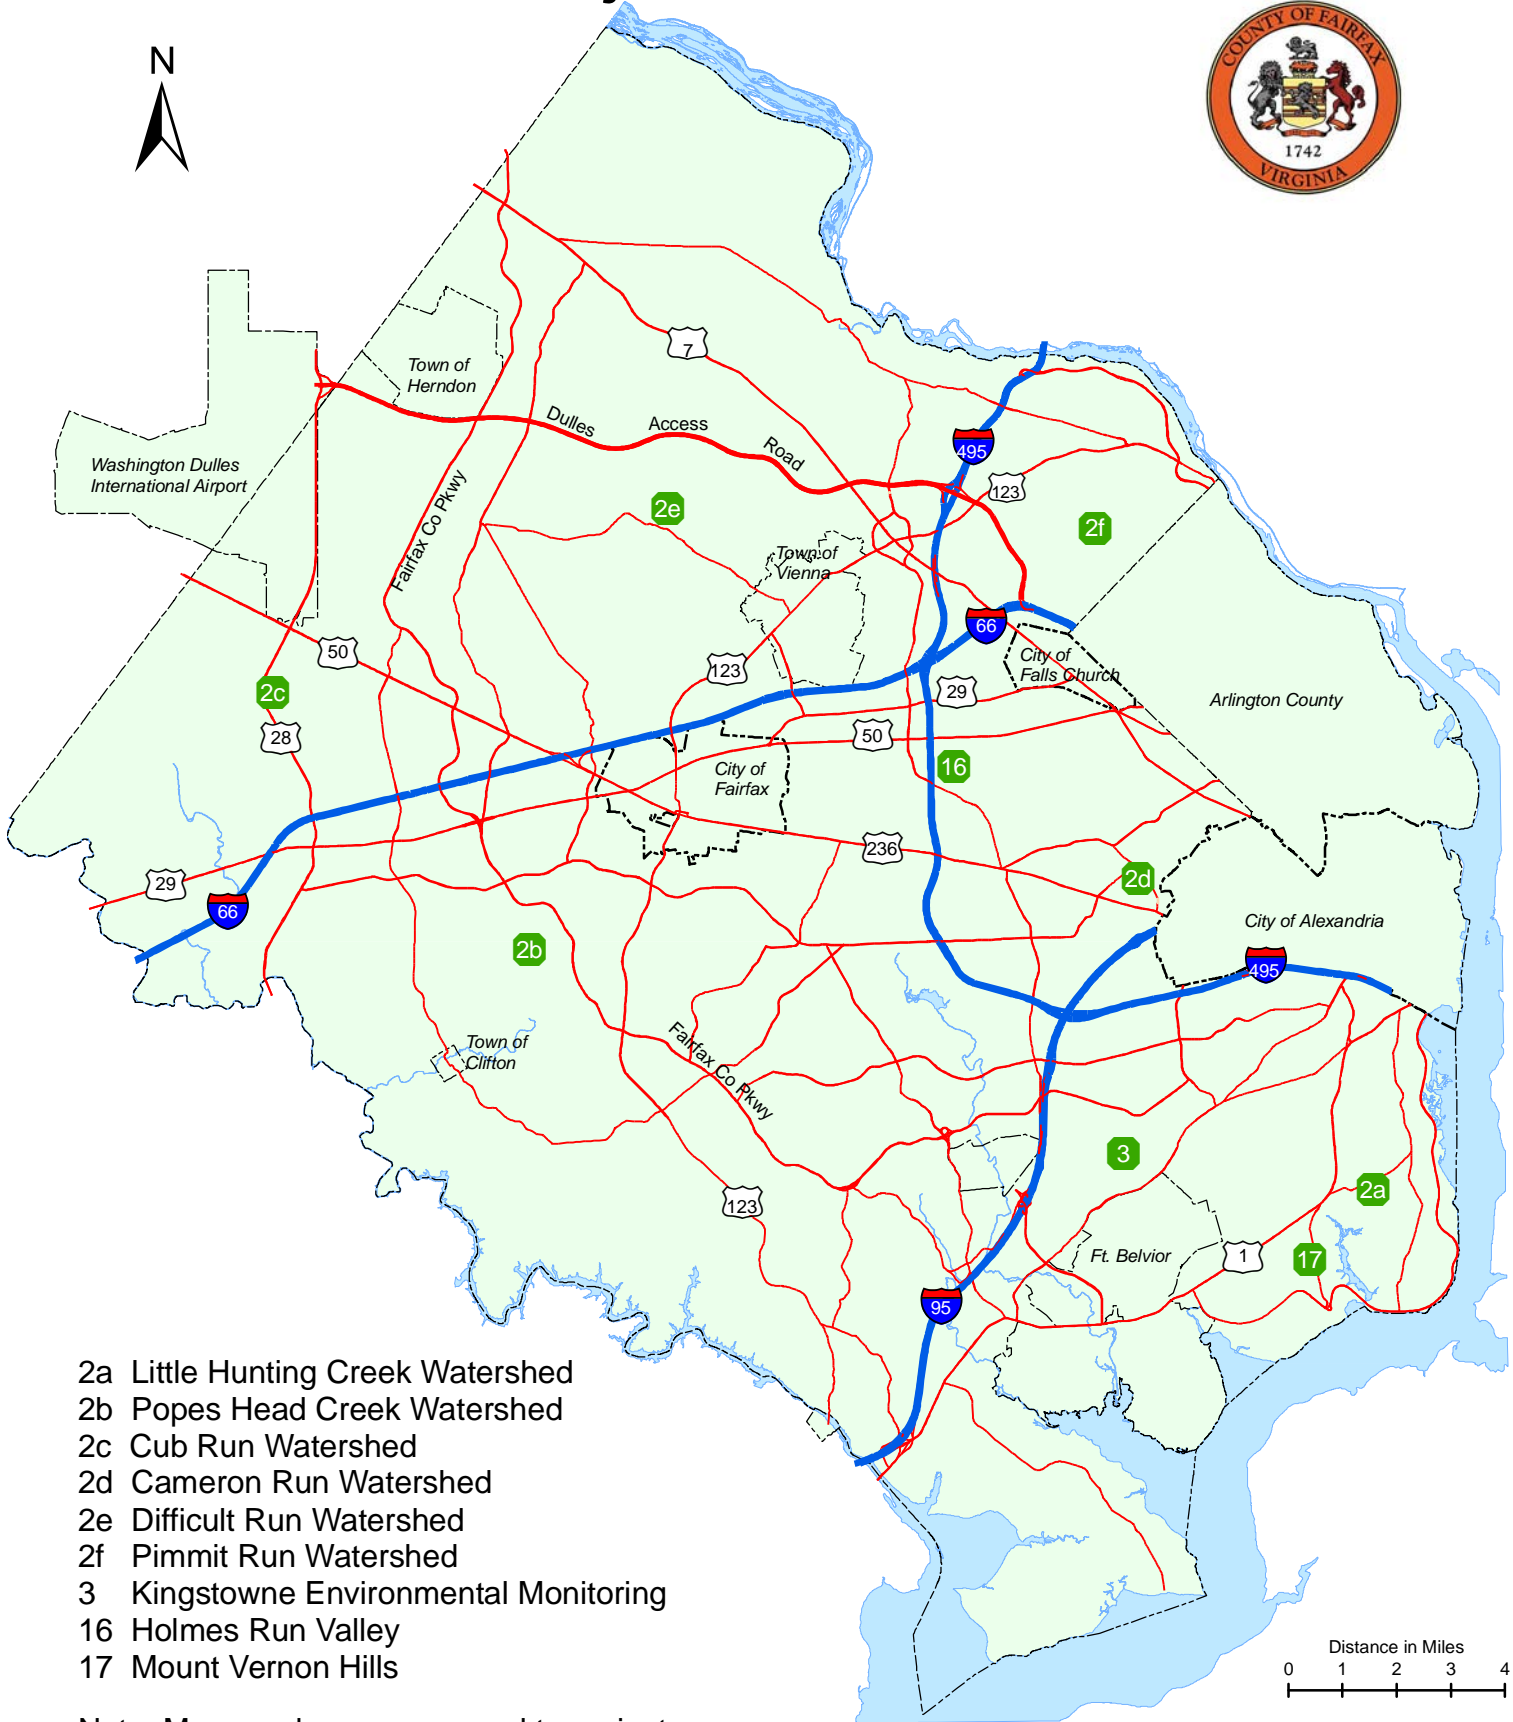 N
COUNTY OF FAIRFAX
1742
VIRGINIA
7
Town of
Herndon
Dulles Access Road
495
Washington Dulles
International Airport
123
Fairfax Co Pkwy
2e
2f
Town of
Vienna
66
50
City of
Falls Church
123
2c
29
Arlington County
28
50
16
City of
Fairfax
236
29
2d
66
City of Alexandria
2b
495
Town of
Clifton
Fairfax Co Pkwy
3
2a
123
Ft. Belvior
1
17
95
2a Little Hunting Creek Watershed
2b Popes Head Creek Watershed
2c Cub Run Watershed
2d Cameron Run Watershed
2e Difficult Run Watershed
2f Pimmit Run Watershed
3 Kingstowne Environmental Monitoring
16 Holmes Run Valley
17 Mount Vernon Hills
Distance in Miles
0 1 2 3 4